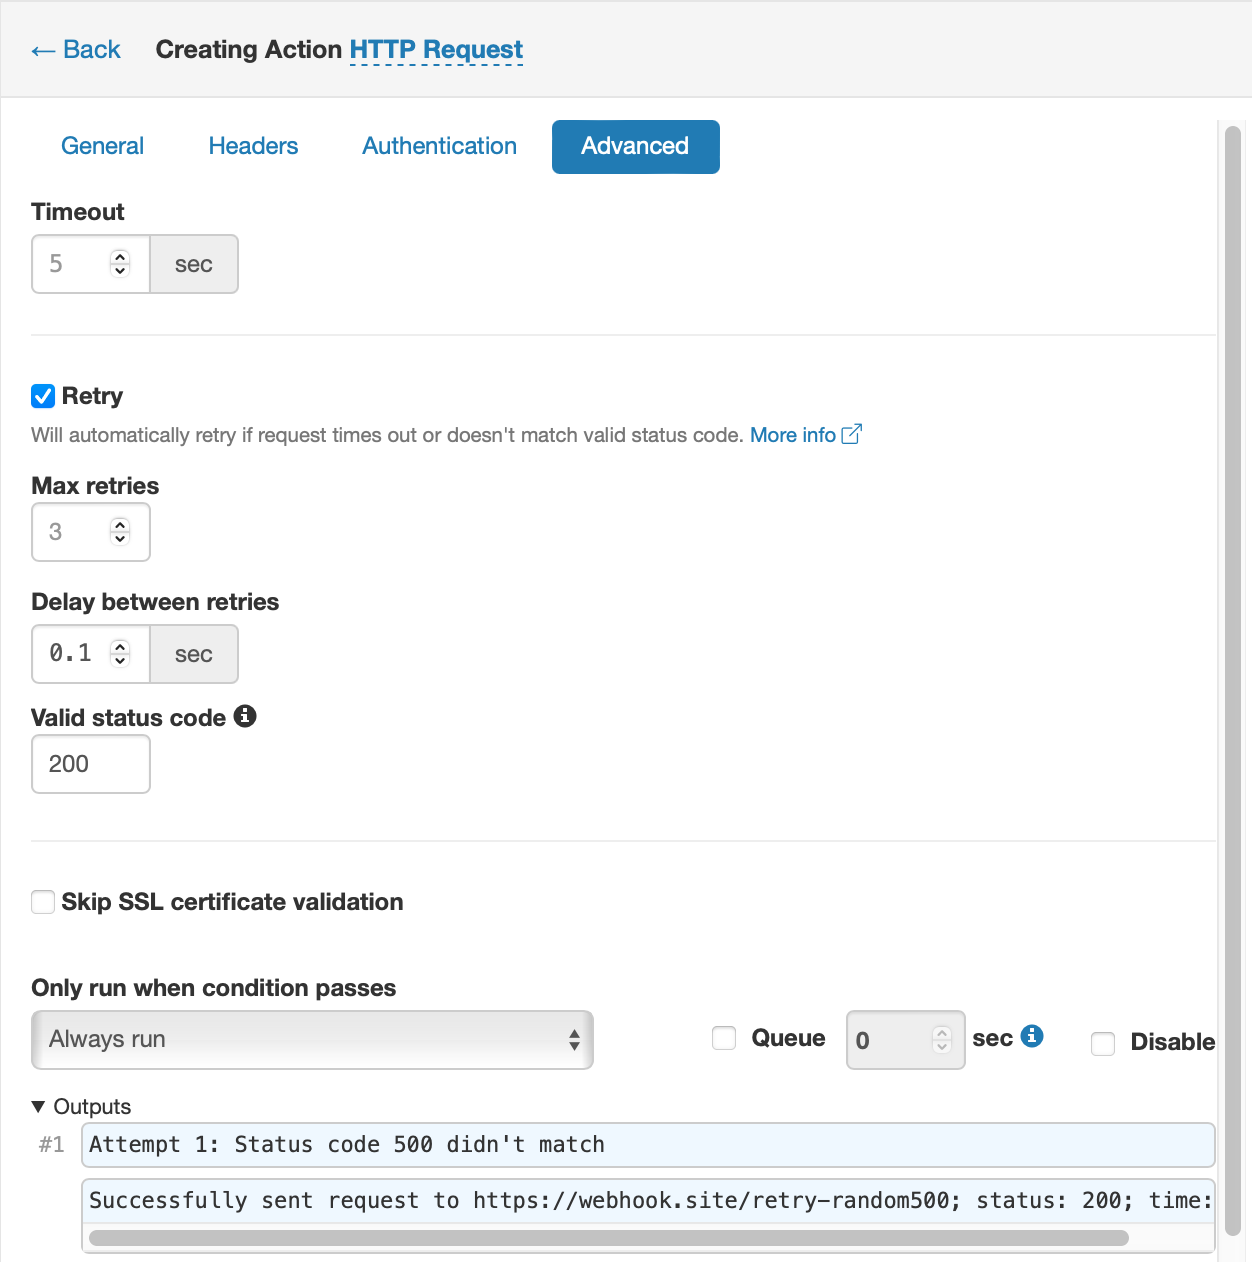 ← Back Creating Action HTTP Request
General Headers Authentication Advanced
Timeout
5 sec
Retry
Will automatically retry if request times out or doesn't match valid status code. More info
Max retries
3
Delay between retries
0.1 sec
Valid status code
200
Skip SSL certificate validation
Only run when condition passes
Always run Queue 0 sec Disable
▼ Outputs
#1 Attempt 1: Status code 500 didn't match
Successfully sent request to https://webhook.site/retry-random500; status: 200; time: